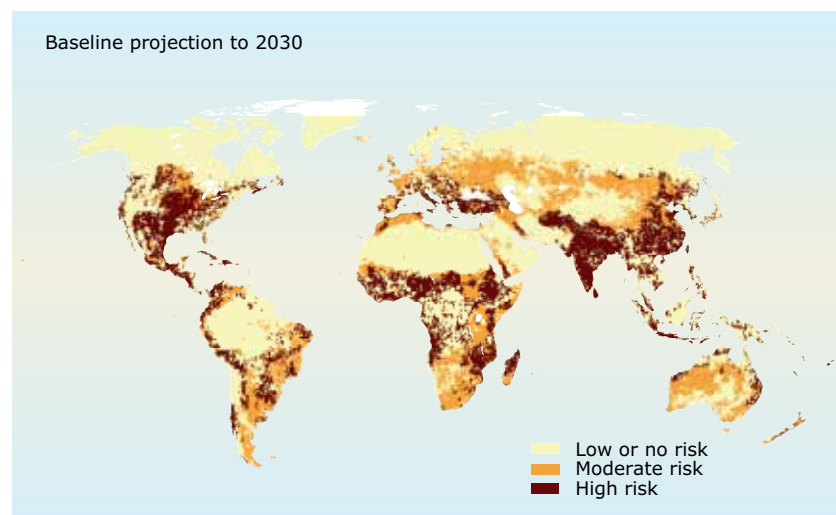 Baseline projection to 2030
Low or no risk
Moderate risk
High risk